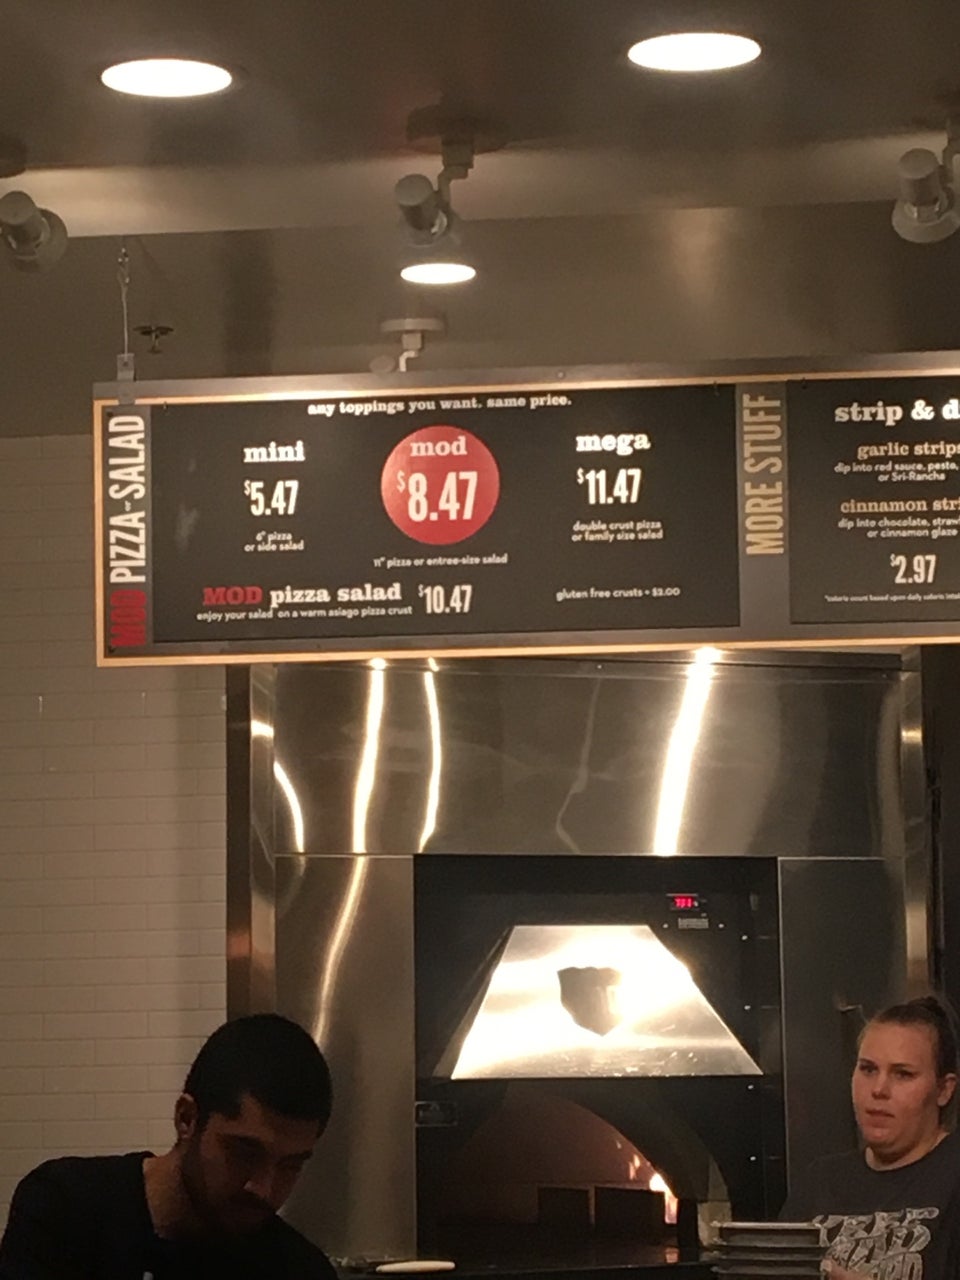 MOD PIZZA or SALAD
any toppings you want. same price.
mini
$5.47
6" pizza
or side salad
mod
$8.47
11" pizza or entree-size salad
mega
$11.47
double crust pizza
or family size salad
MOD pizza salad $10.47
enjoy your salad on a warm asiago pizza crust
gluten free crusts + $2.00
MORE STUFF
strip & d
garlic strips
dip into red sauce, pesto,
or Sri-Rancha
cinnamon stri
dip into chocolate, straw
or cinnamon glaze
$2.97